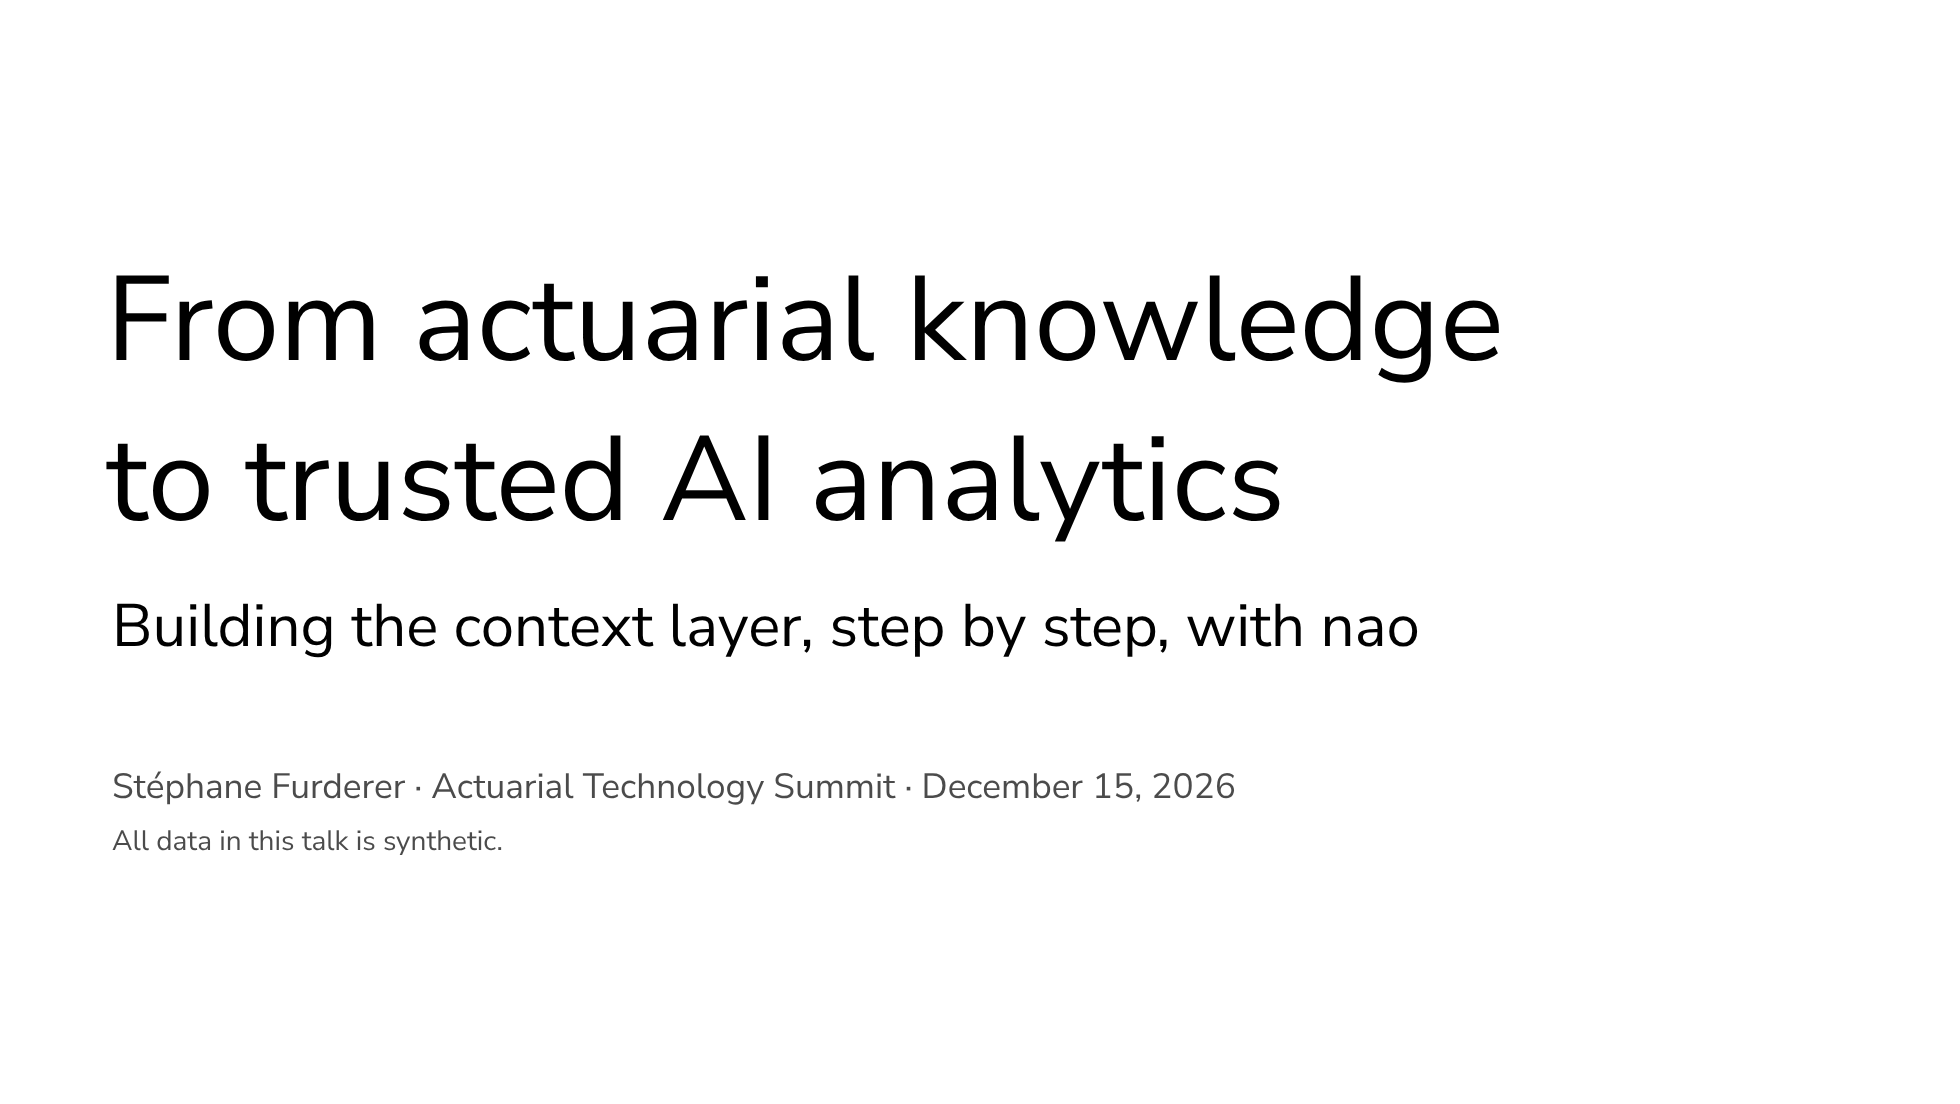 From actuarial knowledge
to trusted AI analytics
Building the context layer, step by step, with nao
Stéphane Furderer · Actuarial Technology Summit · December 15, 2026
All data in this talk is synthetic.